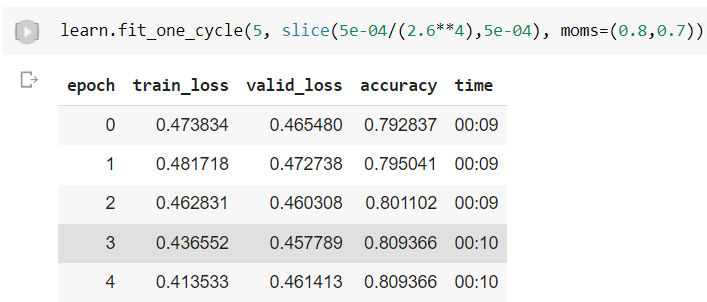 learn.fit_one_cycle(5, slice(5e-04/(2.6**4),5e-04), moms=(0.8,0.7))
epoch train_loss valid_loss accuracy time
0 0.473834 0.465480 0.792837 00:09
1 0.481718 0.472738 0.795041 00:09
2 0.462831 0.460308 0.801102 00:09
3 0.436552 0.457789 0.809366 00:10
4 0.413533 0.461413 0.809366 00:10